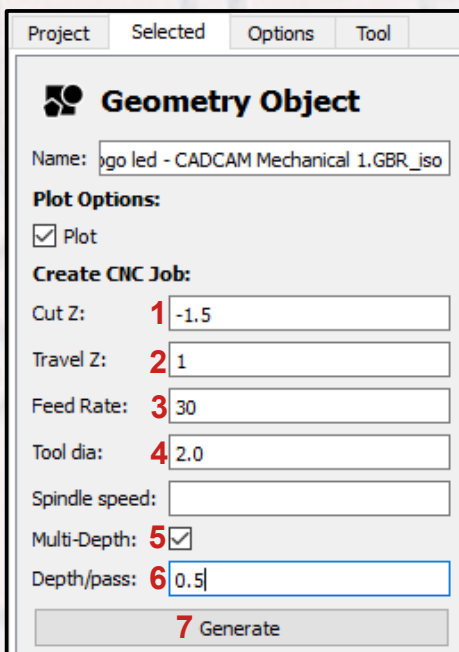 Project Selected Options Tool
Geometry Object
Name: ogo led - CADCAM Mechanical 1.GBR_iso
Plot Options:
Plot
Create CNC Job:
Cut Z: 1 -1.5
Travel Z: 2 1
Feed Rate: 3 30
Tool dia: 4 2.0
Spindle speed:
Multi-Depth: 5
Depth/pass: 6 0.5
7 Generate